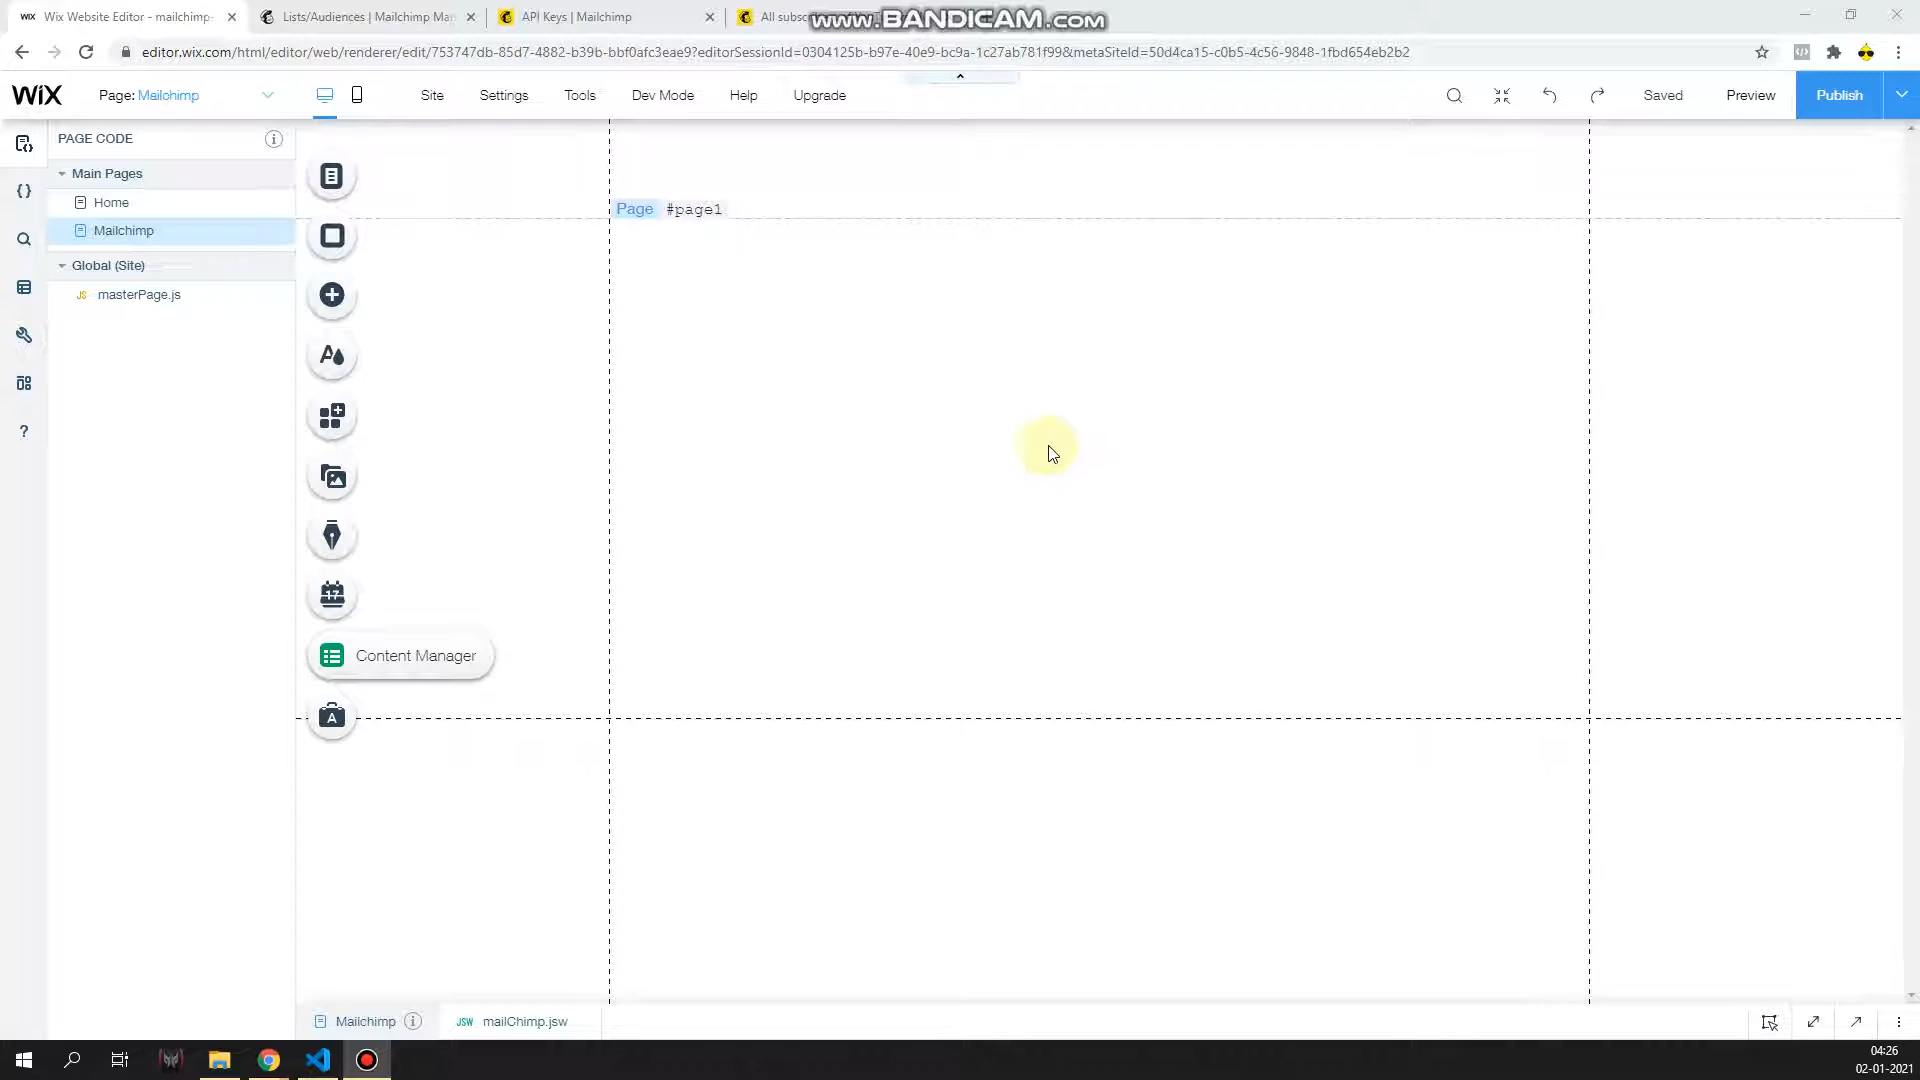 Wix Website Editor - mailchimp-
Lists/Audiences | Mailchimp Mar
API Keys | Mailchimp
All subsc
www.BANDICAM.com
editor.wix.com/html/editor/web/renderer/edit/753747db-85d7-4882-b39b-bbf0afc3eae9?editorSessionId=0304125b-b97e-40e9-bc9a-1c27ab781f99&metaSiteId=50d4ca15-c0b5-4c56-9848-1fbd654eb2b2
WiX
Page: Mailchimp
Site
Settings
Tools
Dev Mode
Help
Upgrade
Saved
Preview
Publish
PAGE CODE
Main Pages
Home
Mailchimp
Global (Site)
JS masterPage.js
Page #page1
17
Content Manager
A
Mailchimp
JSW mailChimp.jsw
04:26
02-01-2021